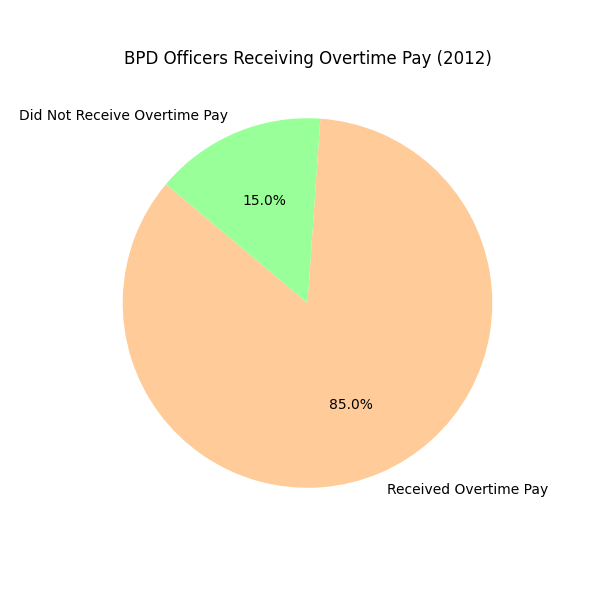 BPD Officers Receiving Overtime Pay (2012)
Did Not Receive Overtime Pay
15.0%
85.0%
Received Overtime Pay